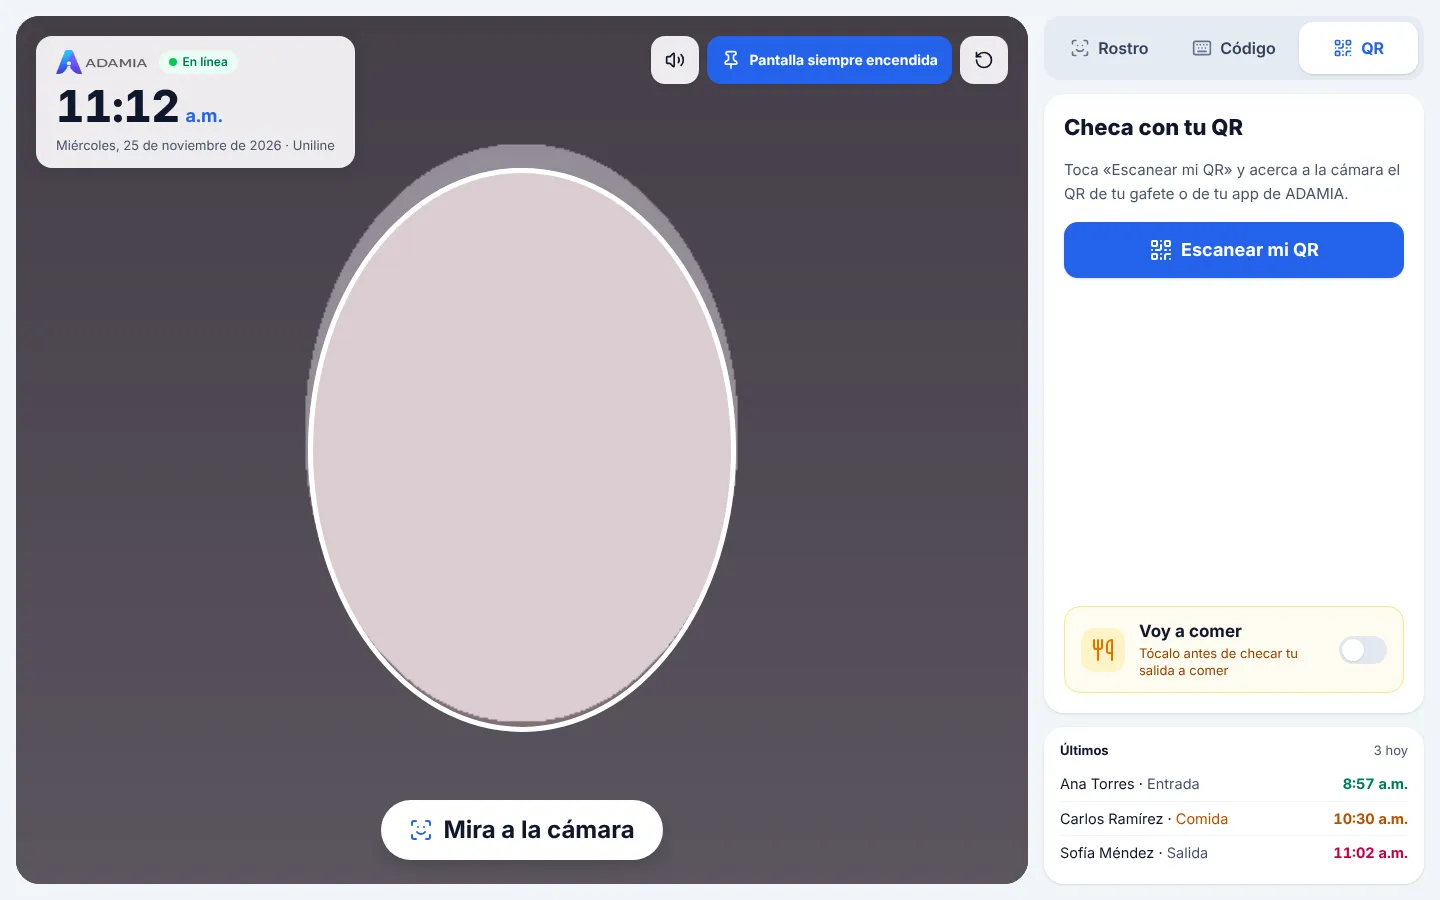 ADAMIA
En línea
11:12 a.m.
Miércoles, 25 de noviembre de 2026 · Uniline
Pantalla siempre encendida
Mira a la cámara
Rostro
Código
QR
Checa con tu QR
Toca «Escanear mi QR» y acerca a la cámara el
QR de tu gafete o de tu app de ADAMIA.
Escanear mi QR
Voy a comer
Tócalo antes de checar tu
salida a comer
Últimos
3 hoy
Ana Torres · Entrada
8:57 a.m.
Carlos Ramírez · Comida
10:30 a.m.
Sofía Méndez · Salida
11:02 a.m.